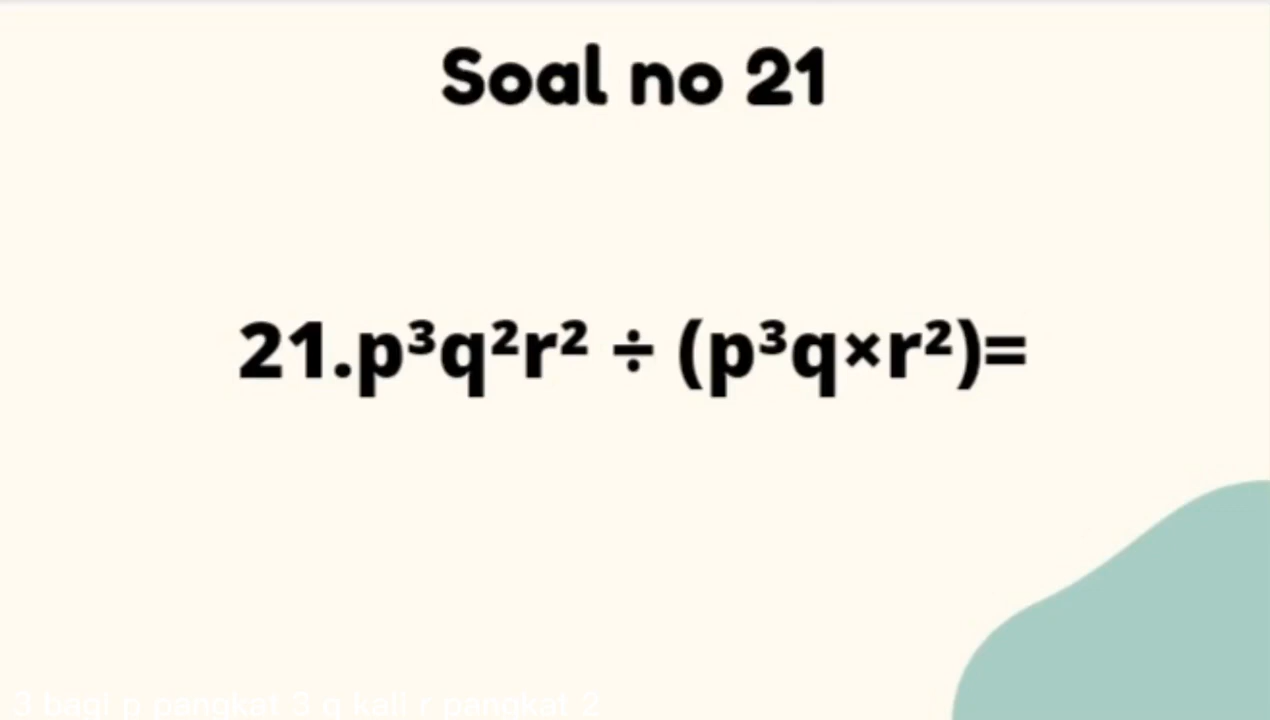 Soal no 21
21.p³q²r² ÷ (p³q×r²)=
3 bagi p pangkat 3 q kali r pangkat 2